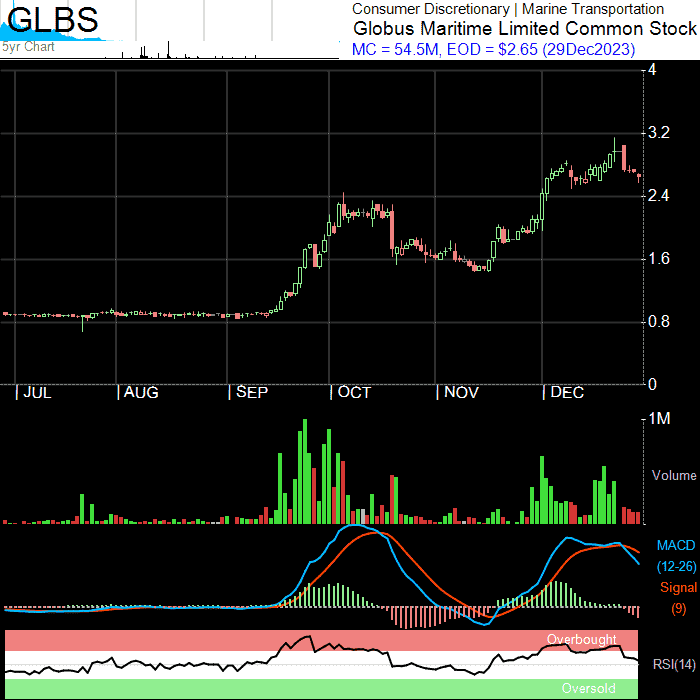 GLBS
5yr Chart
Consumer Discretionary | Marine Transportation
Globus Maritime Limited Common Stock
MC = 54.5M, EOD = $2.65 (29Dec2023)
4
3.2
2.4
1.6
0.8
0
| JUL | AUG | SEP | OCT | NOV | DEC
1M
Volume
MACD
(12-26)
Signal
(9)
Overbought
RSI(14)
Oversold